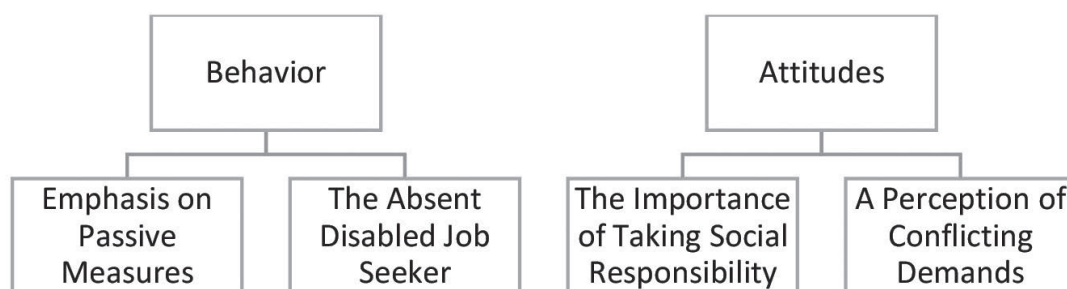 Behavior
Attitudes
Emphasis on
Passive
Measures
The Absent
Disabled Job
Seeker
The Importance
of Taking Social
Responsibility
A Perception of
Conflicting
Demands